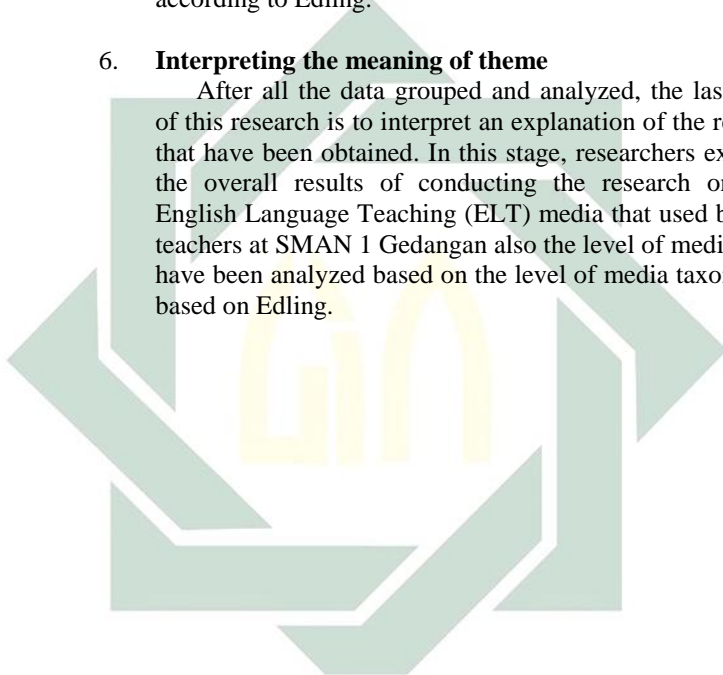 according to Edling.
6. Interpreting the meaning of theme
After all the data grouped and analyzed, the las
of this research is to interpret an explanation of the r
that have been obtained. In this stage, researchers ex
the overall results of conducting the research o
English Language Teaching (ELT) media that used b
teachers at SMAN 1 Gedangan also the level of medi
have been analyzed based on the level of media taxo
based on Edling.